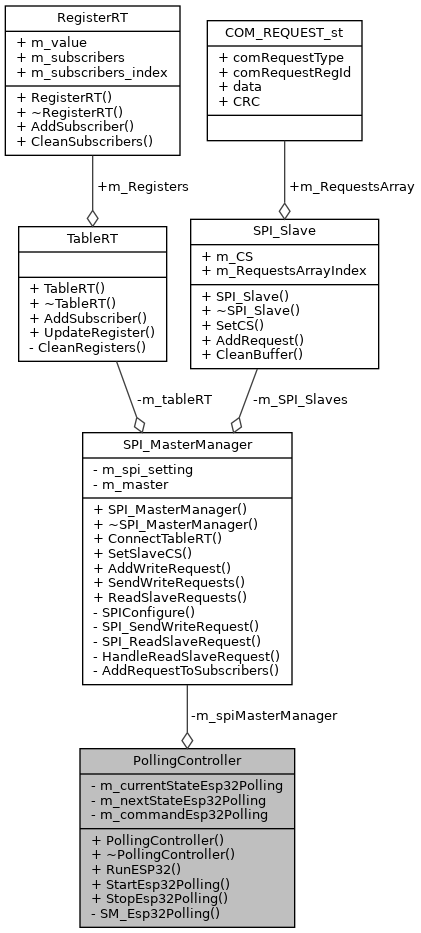 RegisterRT
+ m_value
+ m_subscribers
+ m_subscribers_index
+ RegisterRT()
+ ~RegisterRT()
+ AddSubscriber()
+ CleanSubscribers()
COM_REQUEST_st
+ comRequestType
+ comRequestRegId
+ data
+ CRC
+m_Registers
+m_RequestsArray
TableRT
+ TableRT()
+ ~TableRT()
+ AddSubscriber()
+ UpdateRegister()
- CleanRegisters()
SPI_Slave
+ m_CS
+ m_RequestsArrayIndex
+ SPI_Slave()
+ ~SPI_Slave()
+ SetCS()
+ AddRequest()
+ CleanBuffer()
-m_tableRT
-m_SPI_Slaves
SPI_MasterManager
- m_spi_setting
- m_master
+ SPI_MasterManager()
+ ~SPI_MasterManager()
+ ConnectTableRT()
+ SetSlaveCS()
+ AddWriteRequest()
+ SendWriteRequests()
+ ReadSlaveRequests()
- SPIConfigure()
- SPI_SendWriteRequest()
- SPI_ReadSlaveRequest()
- HandleReadSlaveRequest()
- AddRequestToSubscribers()
-m_spiMasterManager
PollingController
- m_currentStateEsp32Polling
- m_nextStateEsp32Polling
- m_commandEsp32Polling
+ PollingController()
+ ~PollingController()
+ RunESP32()
+ StartEsp32Polling()
+ StopEsp32Polling()
- SM_Esp32Polling()